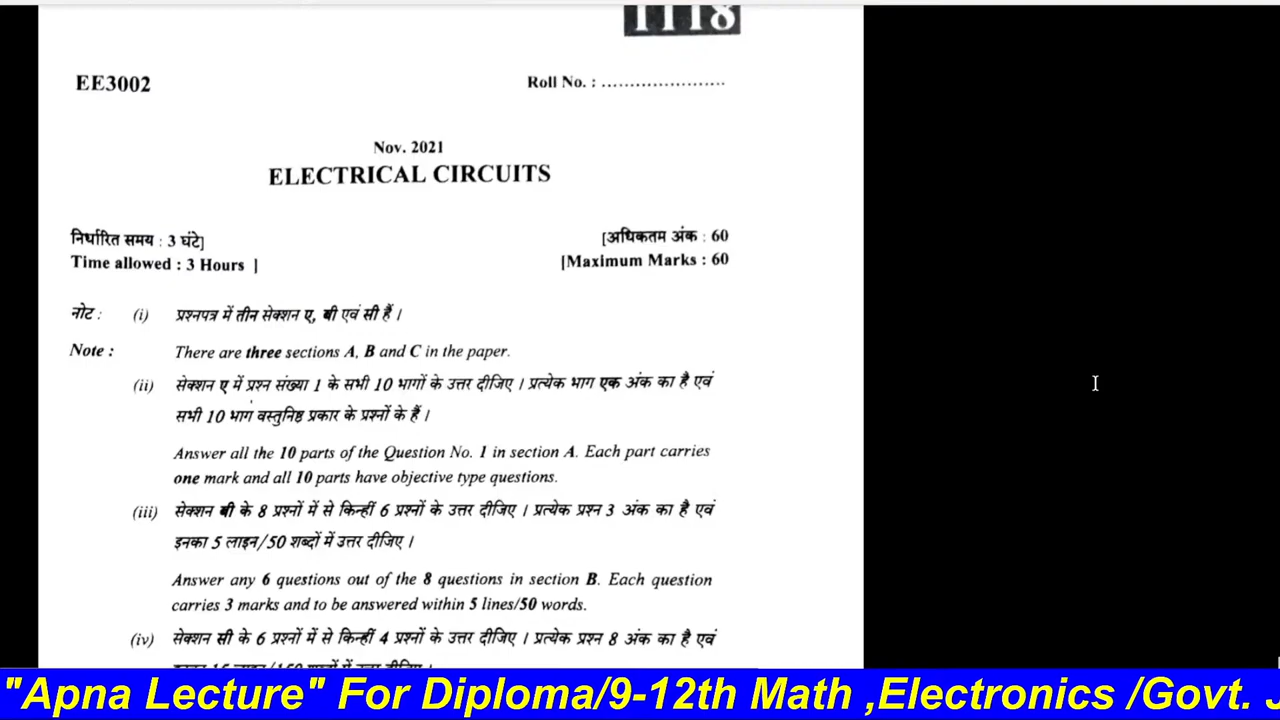 1118
EE3002
Roll No. : .....................
Nov. 2021
ELECTRICAL CIRCUITS
निर्धारित समय : 3 घंटे]
[अधिकतम अंक : 60
Time allowed : 3 Hours ]
[Maximum Marks : 60
नोट : (i) प्रश्नपत्र में तीन सेक्शन ए, बी एवं सी हैं ।
Note : There are three sections A, B and C in the paper.
(ii) सेक्शन ए में प्रश्न संख्या 1 के सभी 10 भागों के उत्तर दीजिए । प्रत्येक भाग एक अंक का है एवं
सभी 10 भाग वस्तुनिष्ठ प्रकार के प्रश्नों के हैं ।
Answer all the 10 parts of the Question No. 1 in section A. Each part carries
one mark and all 10 parts have objective type questions.
(iii) सेक्शन बी के 8 प्रश्नों में से किन्हीं 6 प्रश्नों के उत्तर दीजिए । प्रत्येक प्रश्न 3 अंक का है एवं
इनका 5 लाइन/50 शब्दों में उत्तर दीजिए ।
Answer any 6 questions out of the 8 questions in section B. Each question
carries 3 marks and to be answered within 5 lines/50 words.
(iv) सेक्शन सी के 6 प्रश्नों में से किन्हीं 4 प्रश्नों के उत्तर दीजिए । प्रत्येक प्रश्न 8 अंक का है एवं
"Apna Lecture" For Diploma/9-12th Math ,Electronics /Govt.